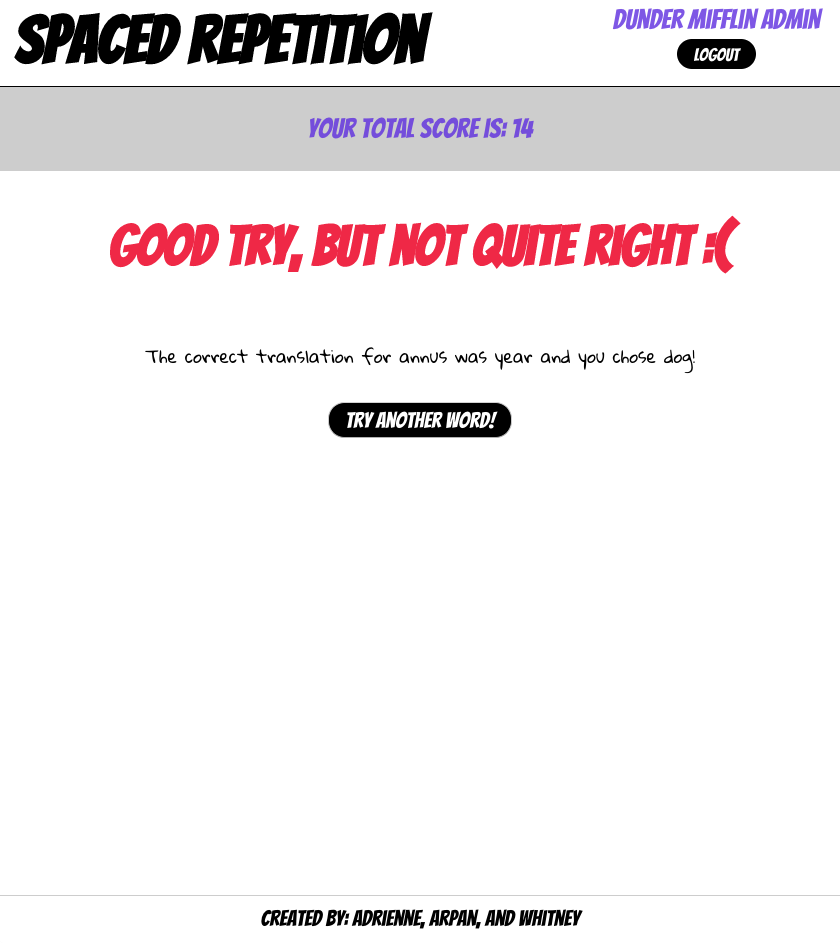 SPACED REPETITION
DUNDER MIFFLIN ADMIN
LOGOUT
YOUR TOTAL SCORE IS: 14
GOOD TRY, BUT NOT QUITE RIGHT :(
The correct translation for annus was year and you chose dog!
TRY ANOTHER WORD!
CREATED BY: ADRIENNE, ARPAN, AND WHITNEY